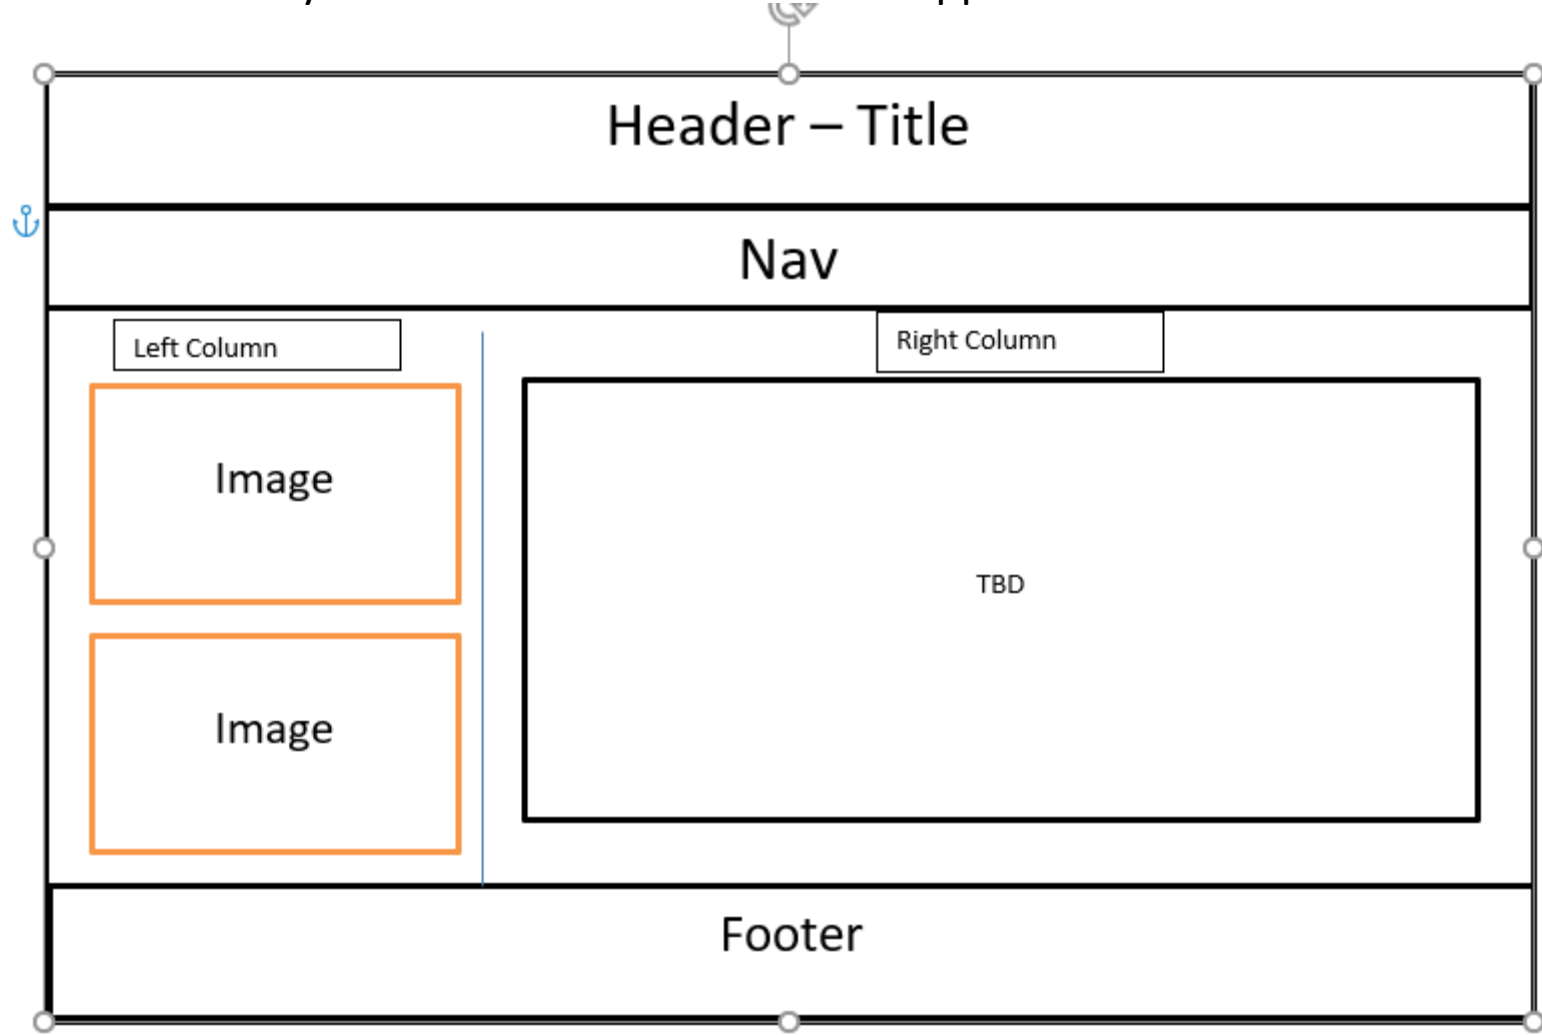 Header – Title
Nav
Left Column
Right Column
Image
TBD
Image
Footer